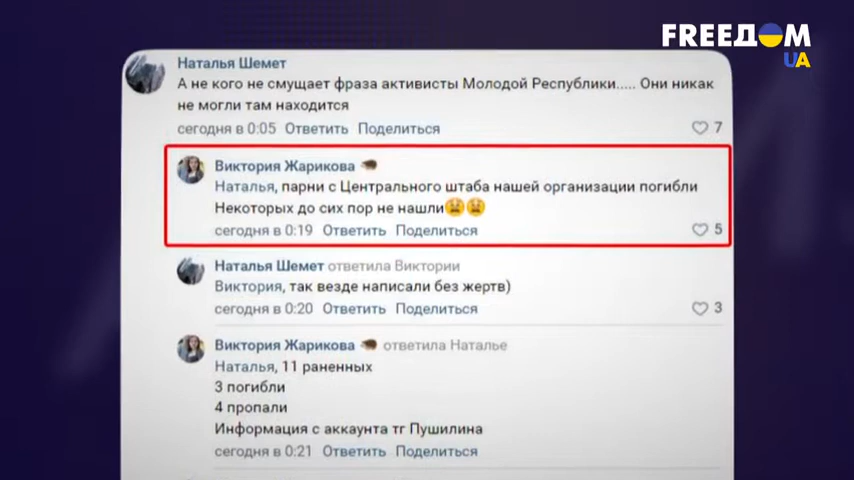 FREEДОМ
UA
Наталья Шемет
А не кого не смущает фраза активисты Молодой Республики..... Они никак
не могли там находится
сегодня в 0:05 Ответить Поделиться 7
Виктория Жарикова
Наталья, парни с Центрального штаба нашей организации погибли
Некоторых до сих пор не нашли😫😫
сегодня в 0:19 Ответить Поделиться 5
Наталья Шемет ответила Виктории
Виктория, так везде написали без жертв)
сегодня в 0:20 Ответить Поделиться 3
Виктория Жарикова ответила Наталье
Наталья, 11 раненных
3 погибли
4 пропали
Информация с аккаунта тг Пушилина
сегодня в 0:21 Ответить Поделиться